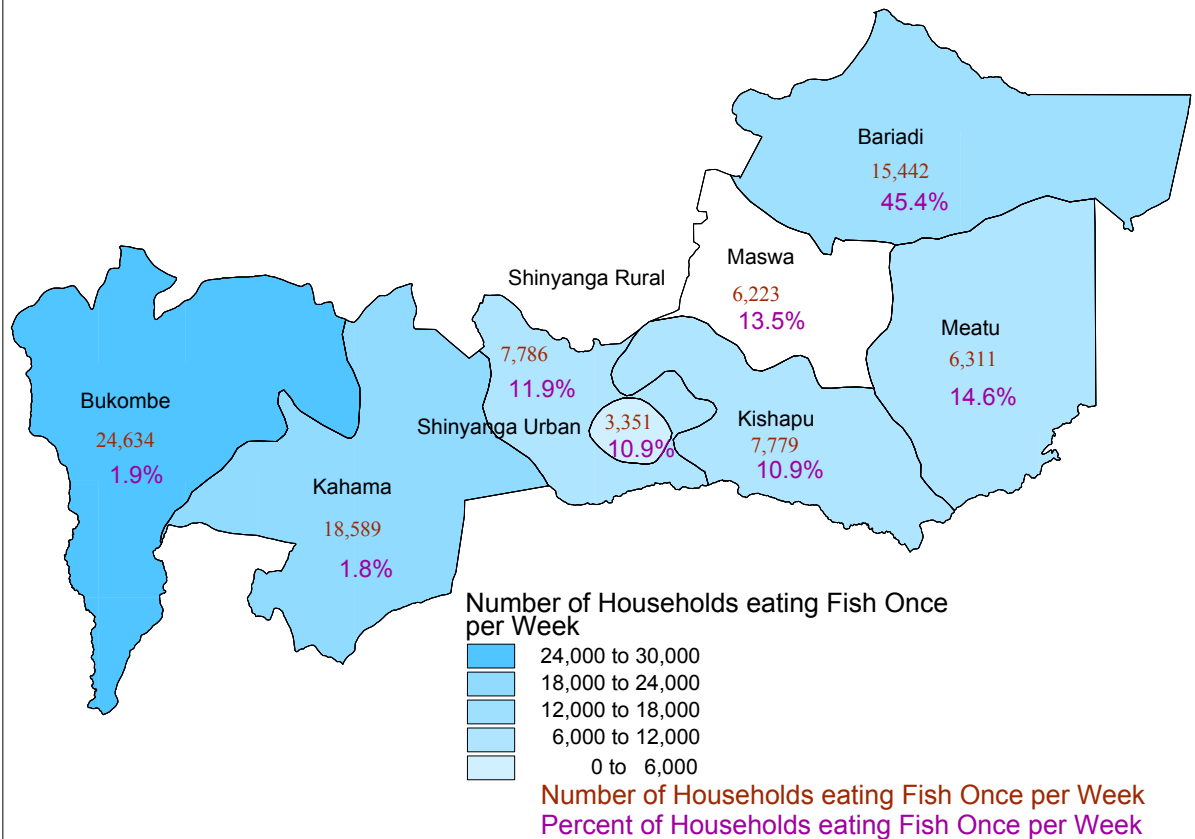 Bariadi
15,442
45.4%
Maswa
6,223
13.5%
Shinyanga Rural
7,786
11.9%
Meatu
6,311
14.6%
Bukombe
24,634
1.9%
Shinyanga Urban
3,351
10.9%
Kishapu
7,779
10.9%
Kahama
18,589
1.8%
Number of Households eating Fish Once
per Week
24,000 to 30,000
18,000 to 24,000
12,000 to 18,000
6,000 to 12,000
0 to 6,000
Number of Households eating Fish Once per Week
Percent of Households eating Fish Once per Week